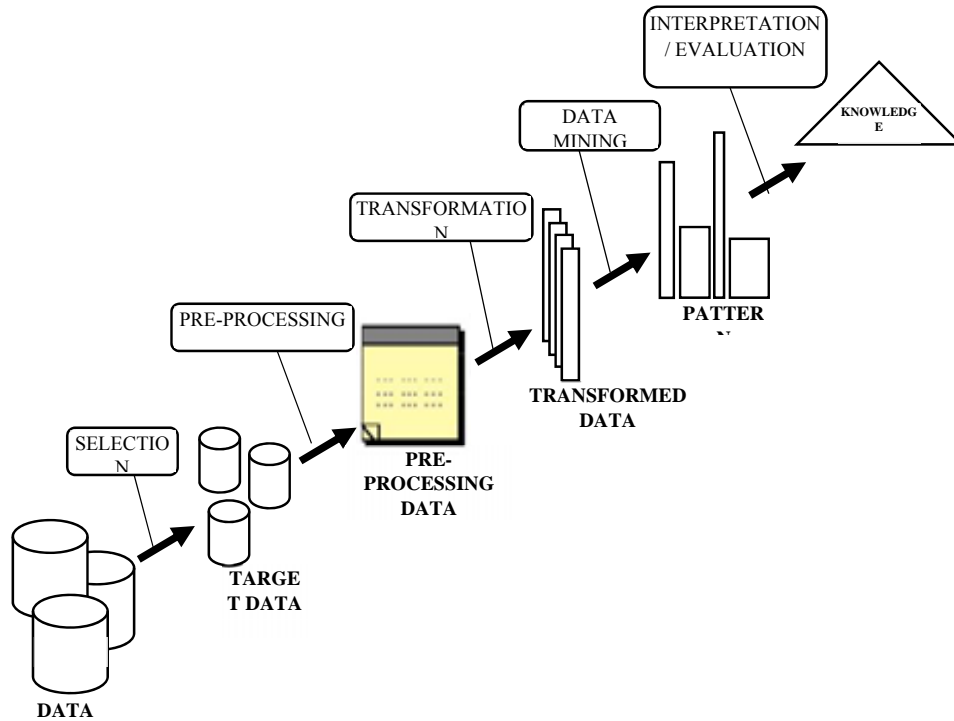 INTERPRETATION
/ EVALUATION
KNOWLEDG
E
DATA
MINING
TRANSFORMATIO
N
PATTER
N
PRE-PROCESSING
TRANSFORMED
DATA
SELECTIO
N
PRE-
PROCESSING
DATA
TARGE
T DATA
DATA